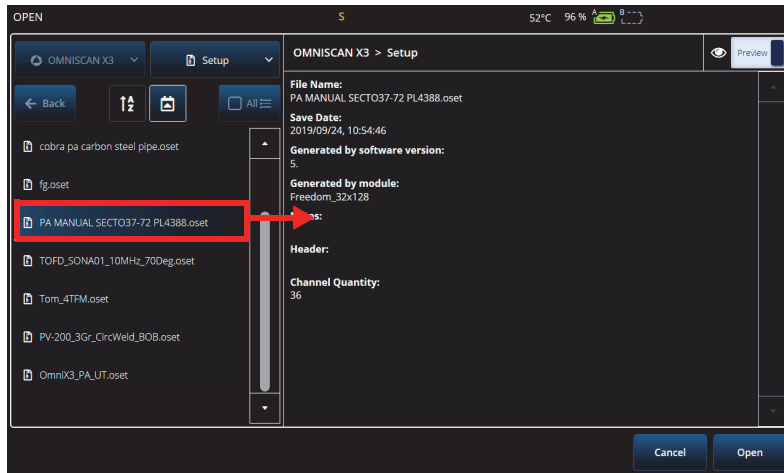 OPEN
S
52°C 96 % A B
OMNISCAN X3
Setup
OMNISCAN X3 > Setup
Preview
Back
All
File Name:
PA MANUAL SECTO37-72 PL4388.oset
Save Date:
2019/09/24, 10:54:46
Generated by software version:
5.
Generated by module:
Freedom_32x128
Header:
Channel Quantity:
36
cobra pa carbon steel pipe.oset
fg.oset
PA MANUAL SECTO37-72 PL4388.oset
TOFD_SONA01_10MHz_70Deg.oset
Tom_4TFM.oset
PV-200_3Gr_CircWeld_BOB.oset
OmniX3_PA_UT.oset
Cancel
Open